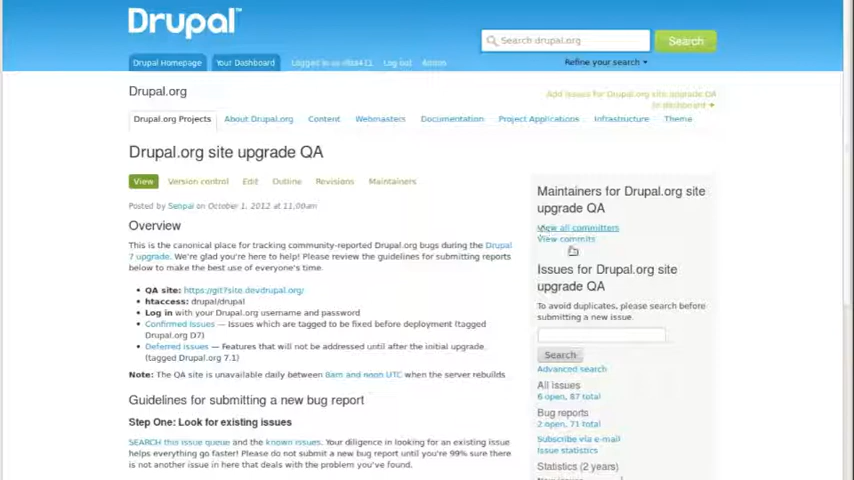 Drupal
Search drupal.org
Search
Drupal Homepage
Your Dashboard
Logged in as
Log out
Refine your search
Drupal.org
Add issues for Drupal.org site upgrade QA
to dashboard
Drupal.org Projects
About Drupal.org
Content
Webmasters
Documentation
Project Applications
Infrastructure
Theme
Drupal.org site upgrade QA
View
Version control
Edit
Outline
Revisions
Maintainers
Posted by Senpai on October 1, 2012 at 11:00am
Overview
This is the canonical place for tracking community-reported Drupal.org bugs during the Drupal
7 upgrade. We're glad you're here to help! Please review the guidelines for submitting reports
below to make the best use of everyone's time.
• QA site: https://git7site.devdrupal.org/
• htaccess: drupal/drupal
• Log in with your Drupal.org username and password
• Confirmed Issues — Issues which are tagged to be fixed before deployment (tagged
Drupal.org D7)
• Deferred Issues — Features that will not be addressed until after the initial upgrade.
(tagged Drupal.org 7.1)
Note: The QA site is unavailable daily between 8am and noon UTC when the server rebuilds
Guidelines for submitting a new bug report
Step One: Look for existing issues
SEARCH this issue queue and the known issues. Your diligence in looking for an existing issue
helps everything go faster! Please do not submit a new bug report until you're 99% sure there
is not another issue in here that deals with the problem you've found.
Maintainers for Drupal.org site
upgrade QA
View all committers
View commits
Issues for Drupal.org site
upgrade QA
To avoid duplicates, please search before
submitting a new issue.
Search
Advanced search
All issues
6 open, 87 total
Bug reports
2 open, 71 total
Subscribe via e-mail
Issue statistics
Statistics (2 years)